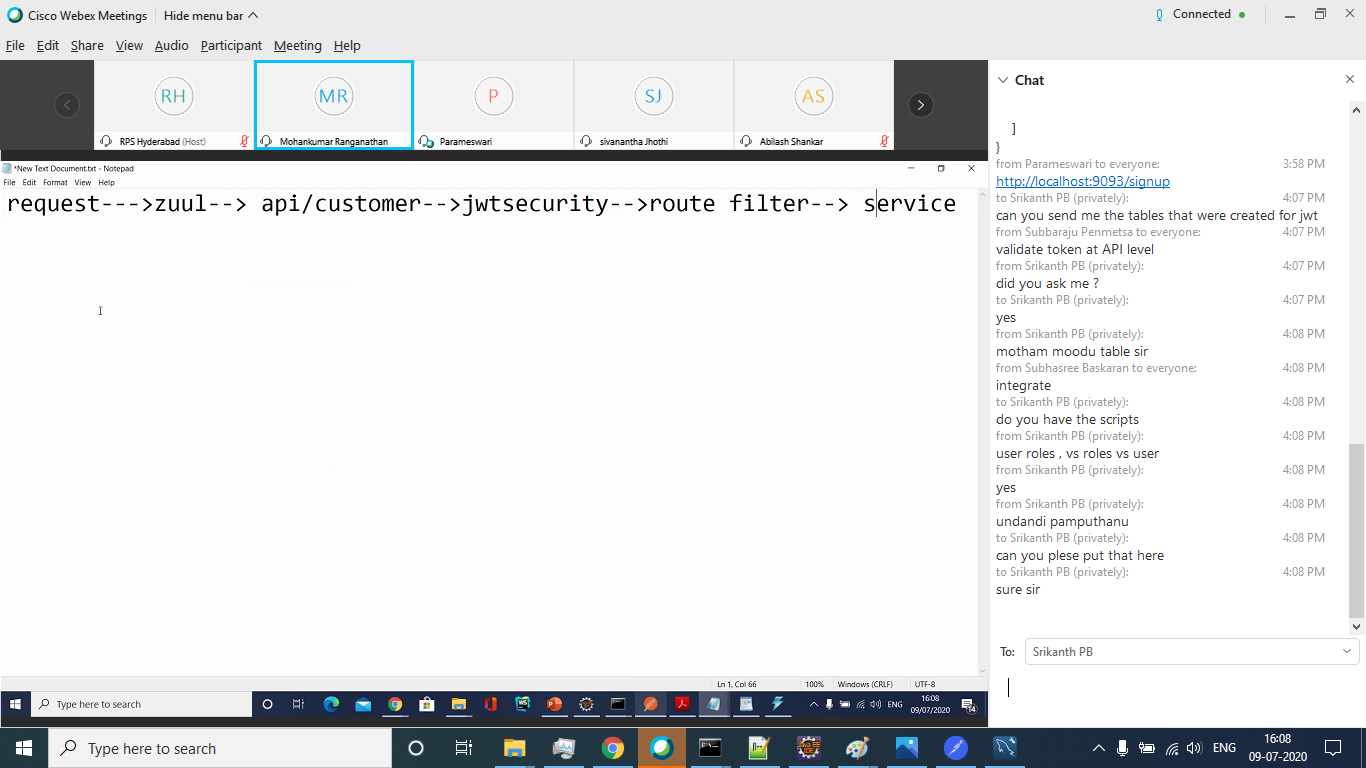 Cisco Webex Meetings
Hide menu bar
Connected
File Edit Share View Audio Participant Meeting Help
RH
MR
P
SJ
AS
RPS Hyderabad (Host)
Mohankumar Ranganathan
Parameswari
sivanantha Jhothi
Abilash Shankar
*New Text Document.txt - Notepad
File Edit Format View Help
request--->zuul--> api/customer-->jwtsecurity-->route filter--> service
Ln 1, Col 66
100%
Windows (CRLF)
UTF-8
Type here to search
ENG
16:08
09/07/2020
14
Chat
]
}
from Parameswari to everyone: 3:58 PM
http://localhost:9093/signup
to Srikanth PB (privately): 4:07 PM
can you send me the tables that were created for jwt
from Subbaraju Penmetsa to everyone: 4:07 PM
validate token at API level
from Srikanth PB (privately): 4:07 PM
did you ask me ?
to Srikanth PB (privately): 4:07 PM
yes
from Srikanth PB (privately): 4:08 PM
motham moodu table sir
from Subhasree Baskaran to everyone: 4:08 PM
integrate
to Srikanth PB (privately): 4:08 PM
do you have the scripts
from Srikanth PB (privately): 4:08 PM
user roles , vs roles vs user
from Srikanth PB (privately): 4:08 PM
yes
from Srikanth PB (privately): 4:08 PM
undandi pamputhanu
to Srikanth PB (privately): 4:08 PM
can you plese put that here
to Srikanth PB (privately): 4:08 PM
sure sir
To: Srikanth PB
Type here to search
ENG
16:08
09-07-2020